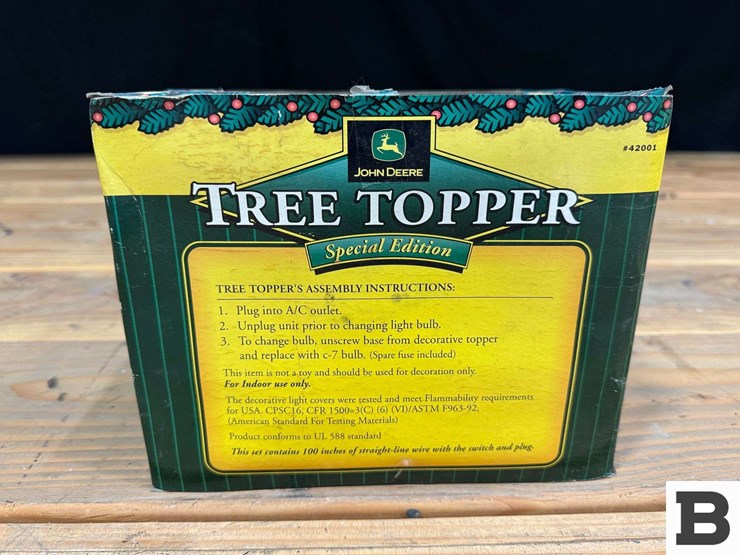 #42001
JOHN DEERE
TREE TOPPER
Special Edition
TREE TOPPER'S ASSEMBLY INSTRUCTIONS:
1. Plug into A/C outlet.
2. Unplug unit prior to changing light bulb.
3. To change bulb, unscrew base from decorative topper
and replace with c-7 bulb. (Spare fuse included)
This item is not a toy and should be used for decoration only.
For Indoor use only.
The decorative light covers were tested and meet Flammability requirements
for USA. CPSC16, CFR 1500»3(C) (6) (VI)/ASTM F963-92,
(American Standard For Testing Materials)
Product conforms to UL 588 standard
This set contains 100 inches of straight-line wire with the switch and plug.
B